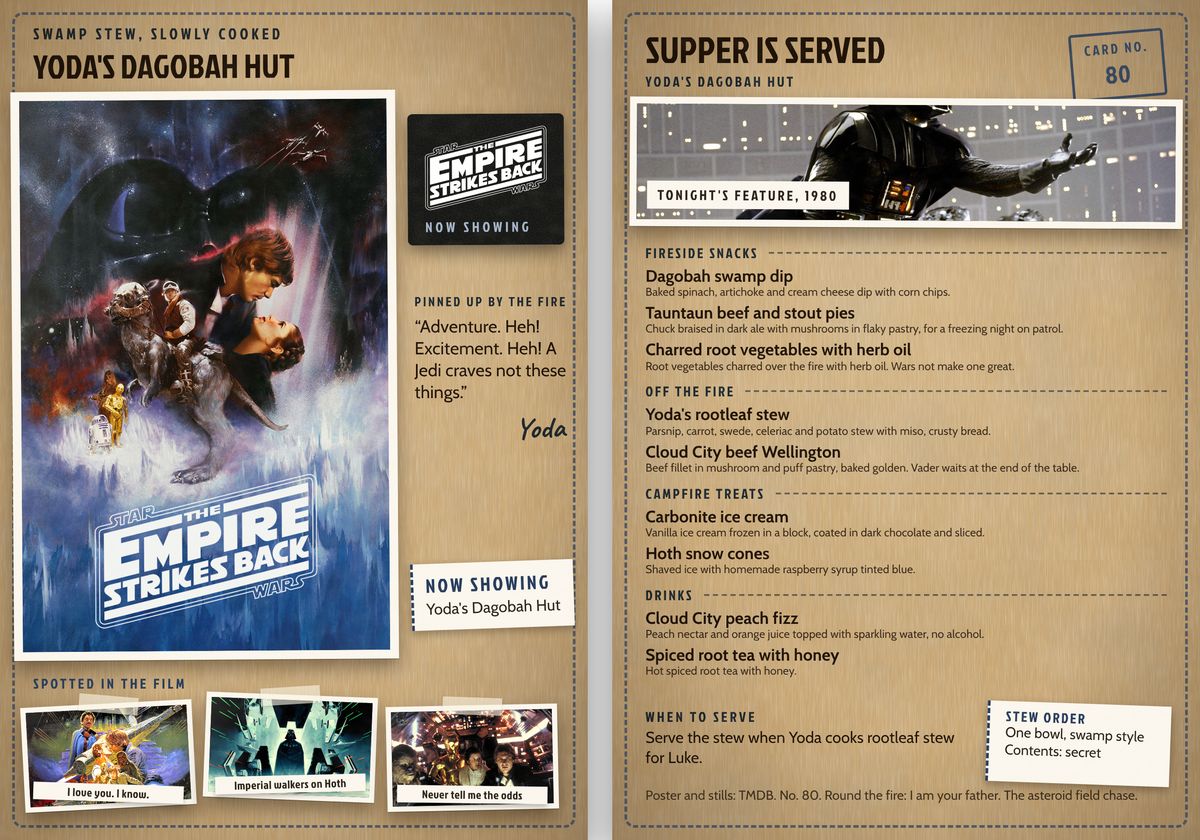 SWAMP STEW, SLOWLY COOKED
YODA'S DAGOBAH HUT
STAR
THE
EMPIRE
STRIKES BACK
WARS
STAR
THE
EMPIRE
STRIKES BACK
WARS
NOW SHOWING
PINNED UP BY THE FIRE
“Adventure. Heh!
Excitement. Heh! A
Jedi craves not these
things.”
Yoda
NOW SHOWING
Yoda's Dagobah Hut
SPOTTED IN THE FILM
I love you. I know.
Imperial walkers on Hoth
Never tell me the odds
SUPPER IS SERVED
YODA'S DAGOBAH HUT
CARD NO.
80
TONIGHT'S FEATURE, 1980
FIRESIDE SNACKS
Dagobah swamp dip
Baked spinach, artichoke and cream cheese dip with corn chips.
Tauntaun beef and stout pies
Chuck braised in dark ale with mushrooms in flaky pastry, for a freezing night on patrol.
Charred root vegetables with herb oil
Root vegetables charred over the fire with herb oil. Wars not make one great.
OFF THE FIRE
Yoda's rootleaf stew
Parsnip, carrot, swede, celeriac and potato stew with miso, crusty bread.
Cloud City beef Wellington
Beef fillet in mushroom and puff pastry, baked golden. Vader waits at the end of the table.
CAMPFIRE TREATS
Carbonite ice cream
Vanilla ice cream frozen in a block, coated in dark chocolate and sliced.
Hoth snow cones
Shaved ice with homemade raspberry syrup tinted blue.
DRINKS
Cloud City peach fizz
Peach nectar and orange juice topped with sparkling water, no alcohol.
Spiced root tea with honey
Hot spiced root tea with honey.
WHEN TO SERVE
Serve the stew when Yoda cooks rootleaf stew
for Luke.
STEW ORDER
One bowl, swamp style
Contents: secret
Poster and stills: TMDB. No. 80. Round the fire: I am your father. The asteroid field chase.